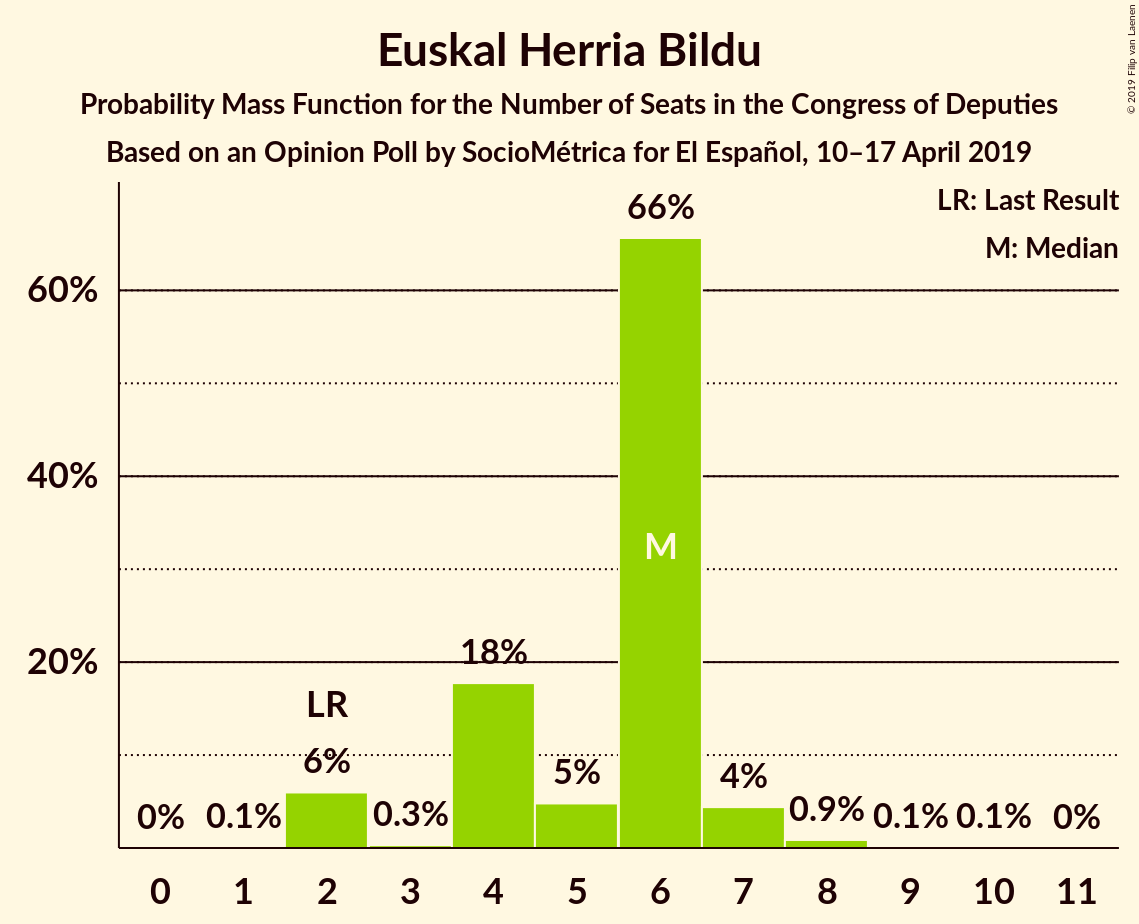 Euskal Herria Bildu
Probability Mass Function for the Number of Seats in the Congress of Deputies
Based on an Opinion Poll by SocioMétrica for El Español, 10–17 April 2019
© 2019 Filip van Laenen
LR: Last Result
M: Median
60%
40%
20%
0%
0.1%
LR
6%
0.3%
18%
5%
66%
M
4%
0.9%
0.1%
0.1%
0%
0 1 2 3 4 5 6 7 8 9 10 11